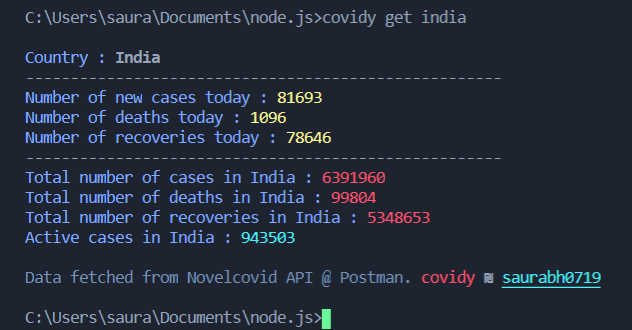 C:\Users\saura\Documents\node.js>covidy get india
Country : India
-----------------------------------------------------
Number of new cases today : 81693
Number of deaths today : 1096
Number of recoveries today : 78646
-----------------------------------------------------
Total number of cases in India : 6391960
Total number of deaths in India : 99804
Total number of recoveries in India : 5348653
Active cases in India : 943503
Data fetched from Novelcovid API @ Postman. covidy ₪ saurabh0719
C:\Users\saura\Documents\node.js>